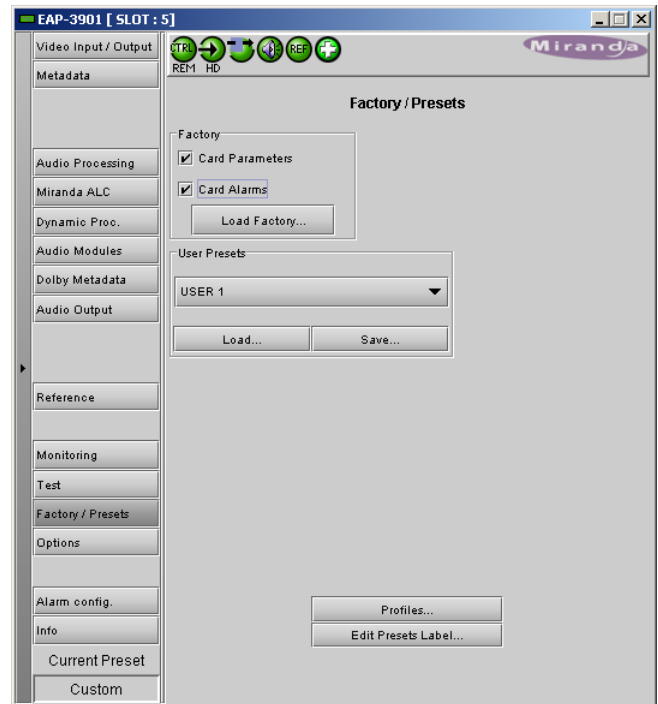 EAP-3901 [ SLOT : 5]
Video Input / Output
Metadata
Audio Processing
Miranda ALC
Dynamic Proc.
Audio Modules
Dolby Metadata
Audio Output
Reference
Monitoring
Test
Factory / Presets
Options
Alarm config.
Info
Current Preset
Custom
CTRL
REF
REM HD
Miranda
Factory / Presets
Factory
Card Parameters
Card Alarms
Load Factory...
User Presets
USER 1
Load...
Save...
Profiles...
Edit Presets Label...